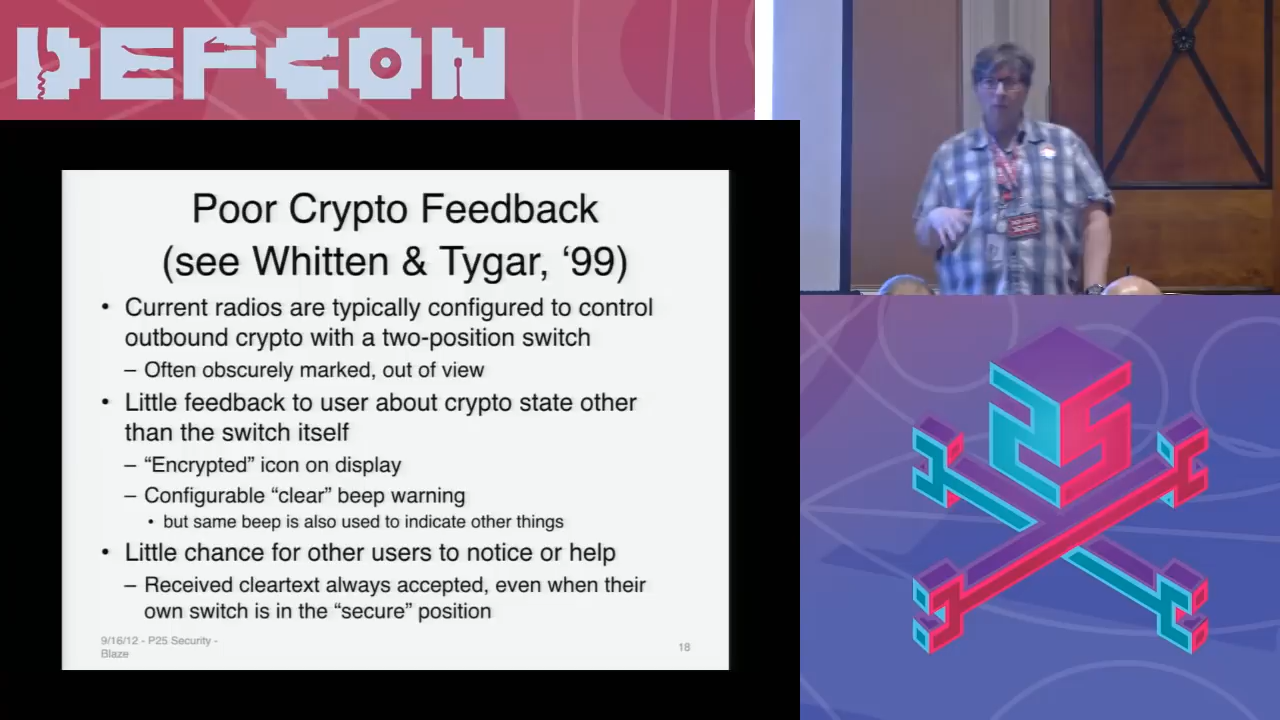 DEFCON
Poor Crypto Feedback
(see Whitten & Tygar, ‘99)
• Current radios are typically configured to control
outbound crypto with a two-position switch
– Often obscurely marked, out of view
• Little feedback to user about crypto state other
than the switch itself
– “Encrypted” icon on display
– Configurable “clear” beep warning
• but same beep is also used to indicate other things
• Little chance for other users to notice or help
– Received cleartext always accepted, even when their
own switch is in the “secure” position
9/16/12 - P25 Security -
Blaze
18
25